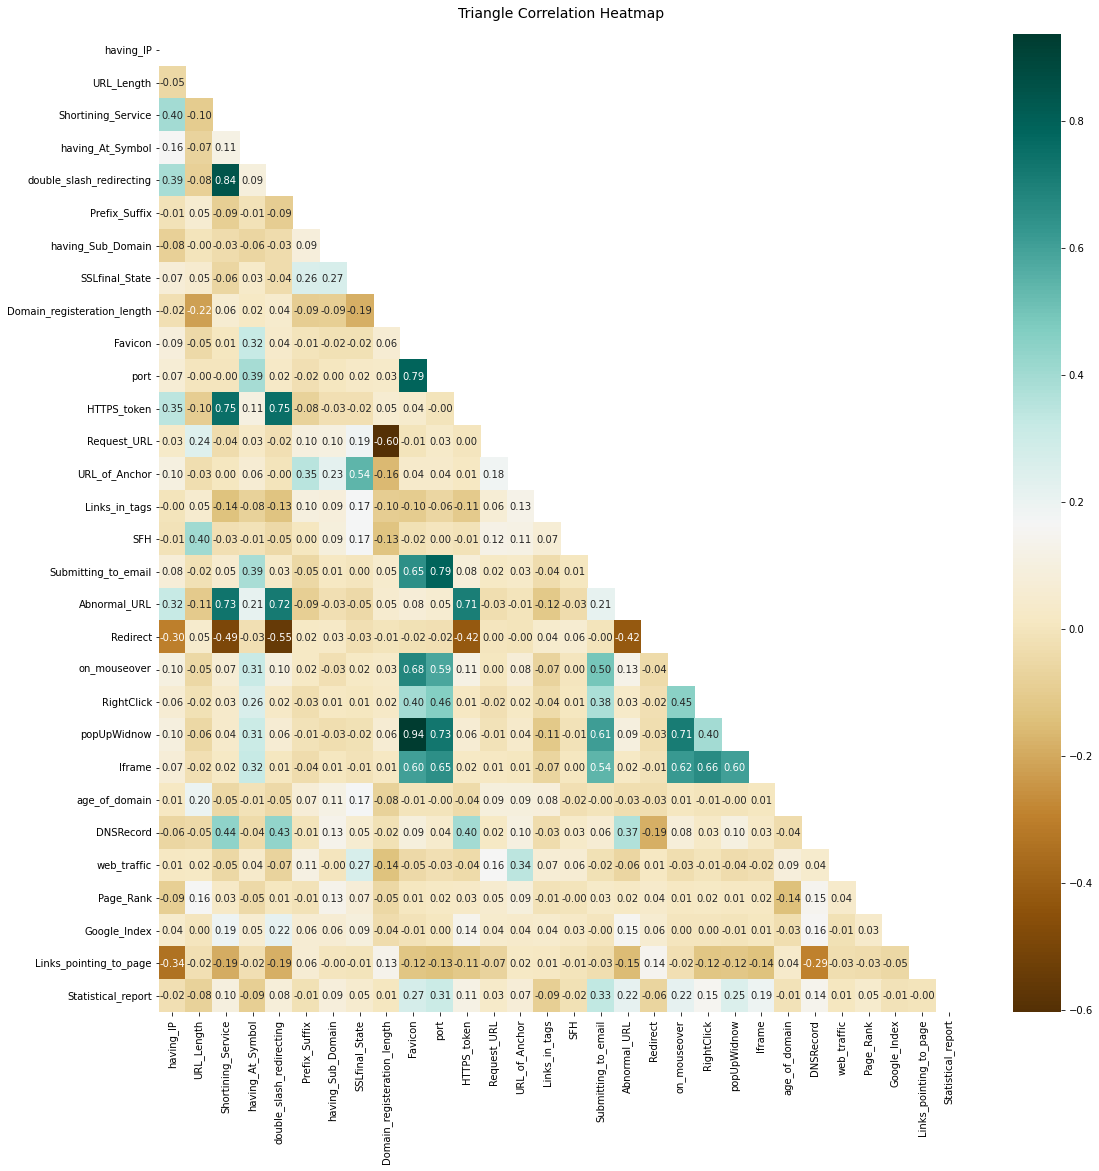 Triangle Correlation Heatmap
having_IP
URL_Length -0.05
Shortining_Service 0.40 -0.10
having_At_Symbol 0.16 -0.07 0.11
double_slash_redirecting 0.39 -0.08 0.84 0.09
Prefix_Suffix -0.01 0.05 -0.09 -0.01 -0.09
having_Sub_Domain -0.08 -0.00 -0.03 -0.06 -0.03 0.09
SSLfinal_State 0.07 0.05 -0.06 0.03 -0.04 0.26 0.27
Domain_registeration_length -0.02 -0.22 0.06 0.02 0.04 -0.09 -0.09 -0.19
Favicon 0.09 -0.05 0.01 0.32 0.04 -0.01 -0.02 -0.02 0.06
port 0.07 -0.00 -0.00 0.39 0.02 -0.02 0.00 0.02 0.03 0.79
HTTPS_token 0.35 -0.10 0.75 0.11 0.75 -0.08 -0.03 -0.02 0.05 0.04 -0.00
Request_URL 0.03 0.24 -0.04 0.03 -0.02 0.10 0.10 0.19 -0.60 -0.01 0.03 0.00
URL_of_Anchor 0.10 -0.03 0.00 0.06 -0.00 0.35 0.23 0.54 -0.16 0.04 0.04 0.01 0.18
Links_in_tags -0.00 0.05 -0.14 -0.08 -0.13 0.10 0.09 0.17 -0.10 -0.10 -0.06 -0.11 0.06 0.13
SFH -0.01 0.40 -0.03 -0.01 -0.05 0.00 0.09 0.17 -0.13 -0.02 0.00 -0.01 0.12 0.11 0.07
Submitting_to_email 0.08 -0.02 0.05 0.39 0.03 -0.05 0.01 0.00 0.05 0.65 0.79 0.08 0.02 0.03 -0.04 0.01
Abnormal_URL 0.32 -0.11 0.73 0.21 0.72 -0.09 -0.03 -0.05 0.05 0.08 0.05 0.71 -0.03 -0.01 -0.12 -0.03 0.21
Redirect -0.30 0.05 -0.49 -0.03 -0.55 0.02 0.03 -0.03 -0.01 -0.02 -0.02 -0.42 0.00 -0.00 0.04 0.06 -0.00 -0.42
on_mouseover 0.10 -0.05 0.07 0.31 0.10 0.02 -0.03 0.02 0.03 0.68 0.59 0.11 0.00 0.08 -0.07 0.00 0.50 0.13 -0.04
RightClick 0.06 -0.02 0.03 0.26 0.02 -0.03 0.01 0.01 0.02 0.40 0.46 0.01 -0.02 0.02 -0.04 0.01 0.38 0.03 -0.02 0.45
popUpWidnow 0.10 -0.06 0.04 0.31 0.06 -0.01 -0.03 -0.02 0.06 0.94 0.73 0.06 -0.01 0.04 -0.11 -0.01 0.61 0.09 -0.03 0.71 0.40
Iframe 0.07 -0.02 0.02 0.32 0.01 -0.04 0.01 -0.01 0.01 0.60 0.65 0.02 0.01 0.01 -0.07 0.00 0.54 0.02 -0.01 0.62 0.66 0.60
age_of_domain 0.01 0.20 -0.05 -0.01 -0.05 0.07 0.11 0.17 -0.08 -0.01 -0.00 -0.04 0.09 0.09 0.08 -0.02 -0.00 -0.03 -0.03 0.01 -0.01 -0.00 0.01
DNSRecord -0.06 -0.05 0.44 -0.04 0.43 -0.01 0.13 0.05 -0.02 0.09 0.04 0.40 0.02 0.10 -0.03 0.03 0.06 0.37 -0.19 0.08 0.03 0.10 0.03 -0.04
web_traffic 0.01 0.02 -0.05 0.04 -0.07 0.11 -0.00 0.27 -0.14 -0.05 -0.03 -0.04 0.16 0.34 0.07 0.06 -0.02 -0.06 0.01 -0.03 -0.01 -0.04 -0.02 0.09 0.04
Page_Rank -0.09 0.16 0.03 -0.05 0.01 -0.01 0.13 0.07 -0.05 0.01 0.02 0.03 0.05 0.09 -0.01 -0.00 0.03 0.02 0.04 0.01 0.02 0.01 0.02 -0.14 0.15 0.04
Google_Index 0.04 0.00 0.19 0.05 0.22 0.06 0.06 0.09 -0.04 -0.01 0.00 0.14 0.04 0.04 0.04 0.03 -0.00 0.15 -0.04 0.06 0.00 -0.00 0.01 -0.03 0.16 -0.01 0.03
Links_pointing_to_page -0.34 -0.02 -0.19 -0.02 -0.19 0.06 -0.00 -0.01 0.13 -0.12 -0.13 -0.11 -0.07 0.02 0.01 -0.01 -0.04 -0.15 0.14 -0.02 -0.12 -0.12 -0.14 0.04 -0.29 -0.03 -0.03 -0.05
Statistical_report -0.02 -0.08 0.10 -0.09 0.08 -0.01 0.09 0.05 0.01 0.27 0.31 0.11 0.03 0.07 -0.09 -0.02 0.33 0.22 -0.06 0.22 0.15 0.25 0.19 -0.01 0.14 0.01 0.05 -0.01 -0.00
having_IP
URL_Length
Shortining_Service
having_At_Symbol
double_slash_redirecting
Prefix_Suffix
having_Sub_Domain
SSLfinal_State
Domain_registeration_length
Favicon
port
HTTPS_token
Request_URL
URL_of_Anchor
Links_in_tags
SFH
Submitting_to_email
Abnormal_URL
Redirect
on_mouseover
RightClick
popUpWidnow
Iframe
age_of_domain
DNSRecord
web_traffic
Page_Rank
Google_Index
Links_pointing_to_page
Statistical_report
0.8
0.6
0.4
0.2
0.0
−0.2
−0.4
−0.6